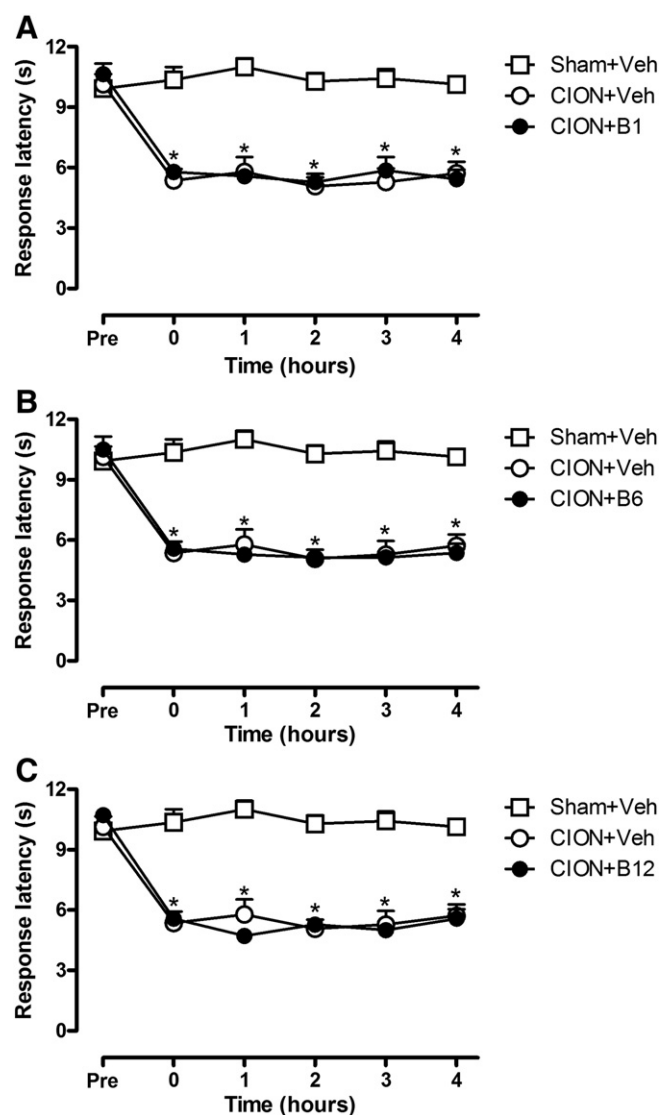 A
Response latency (s)
12
9
6
3
0
* * * * *
Pre 0 1 2 3 4
Time (hours)
Sham+Veh
CION+Veh
CION+B1
B
Response latency (s)
12
9
6
3
0
* * * * *
Pre 0 1 2 3 4
Time (hours)
Sham+Veh
CION+Veh
CION+B6
C
Response latency (s)
12
9
6
3
0
* * * * *
Pre 0 1 2 3 4
Time (hours)
Sham+Veh
CION+Veh
CION+B12